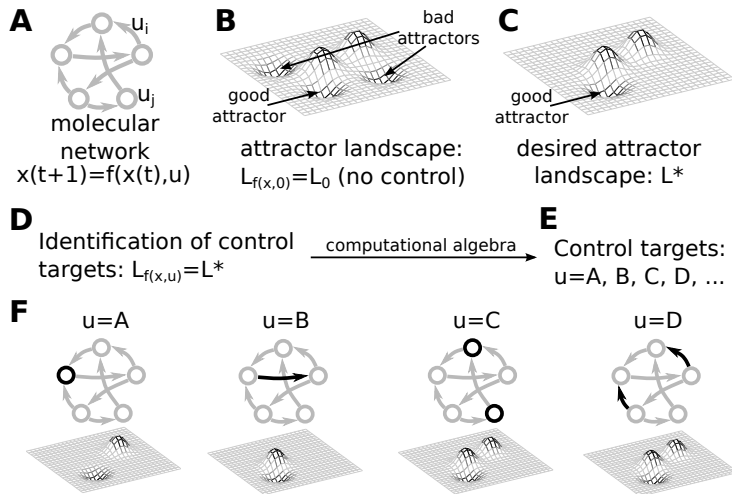 A
u_i
u_j
molecular
network
x(t+1)=f(x(t),u)
B
bad
attractors
good
attractor
attractor landscape:
L_f(x,0)=L_0 (no control)
C
good
attractor
desired attractor
landscape: L*
D
Identification of control
targets: L_f(x,u)=L*
computational algebra
E
Control targets:
u=A, B, C, D, ...
F
u=A
u=B
u=C
u=D